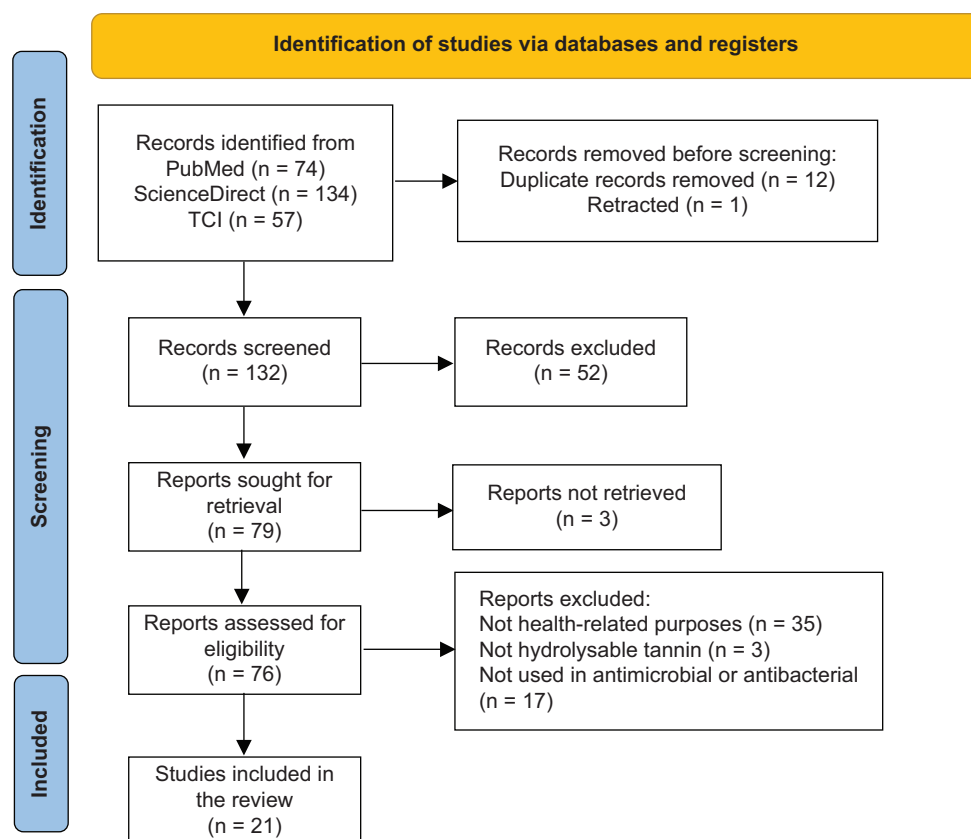 Identification of studies via databases and registers
Identification
Records identified from
PubMed (n = 74)
ScienceDirect (n = 134)
TCI (n = 57)
Records removed before screening:
Duplicate records removed (n = 12)
Retracted (n = 1)
Screening
Records screened
(n = 132)
Records excluded
(n = 52)
Reports sought for
retrieval
(n = 79)
Reports not retrieved
(n = 3)
Reports assessed for
eligibility
(n = 76)
Reports excluded:
Not health-related purposes (n = 35)
Not hydrolysable tannin (n = 3)
Not used in antimicrobial or antibacterial
(n = 17)
Included
Studies included in
the review
(n = 21)